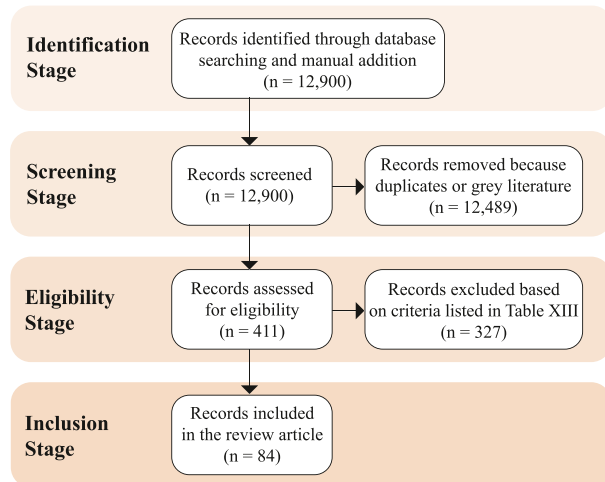 Identification
Stage
Records identified through database
searching and manual addition
(n = 12,900)
Screening
Stage
Records screened
(n = 12,900)
Records removed because
duplicates or grey literature
(n = 12,489)
Eligibility
Stage
Records assessed
for eligibility
(n = 411)
Records excluded based
on criteria listed in Table XIII
(n = 327)
Inclusion
Stage
Records included
in the review article
(n = 84)